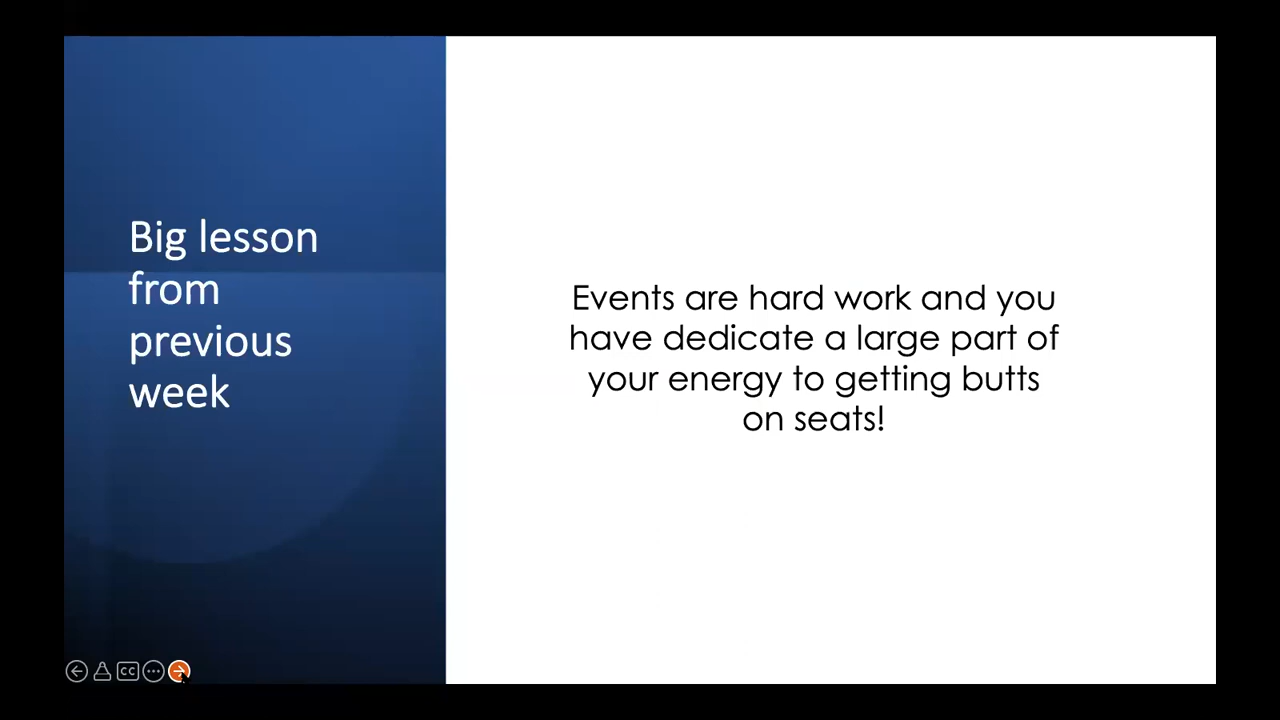 Big lesson
from
previous
week
Events are hard work and you
have dedicate a large part of
your energy to getting butts
on seats!
CC